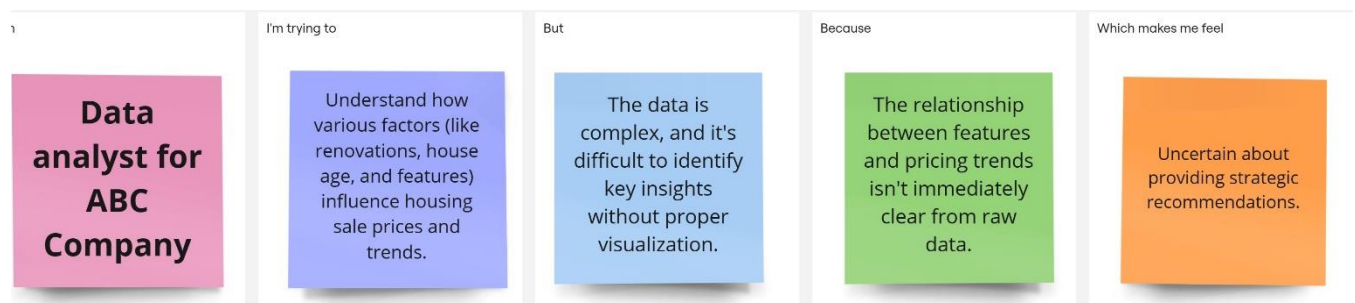 I'm trying to
But
Because
Which makes me feel
Data
analyst for
ABC
Company
Understand how
various factors (like
renovations, house
age, and features)
influence housing
sale prices and
trends.
The data is
complex, and it's
difficult to identify
key insights
without proper
visualization.
The relationship
between features
and pricing trends
isn't immediately
clear from raw
data.
Uncertain about
providing strategic
recommendations.